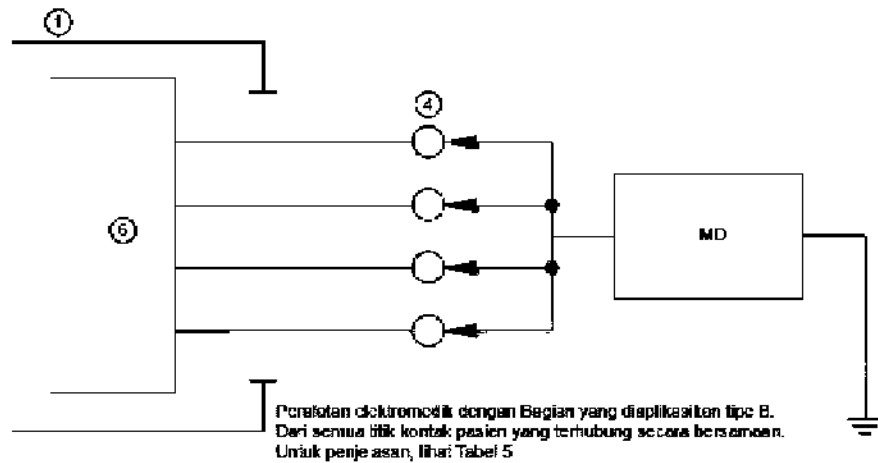 1
4
6
MD
Peralatan elektromedik dengan Bagian yang diaplikasikan tipe B.
Dari semua titik kontak pasien yang terhubung secara bersamaan.
Untuk penjelasan, lihat Tabel 5